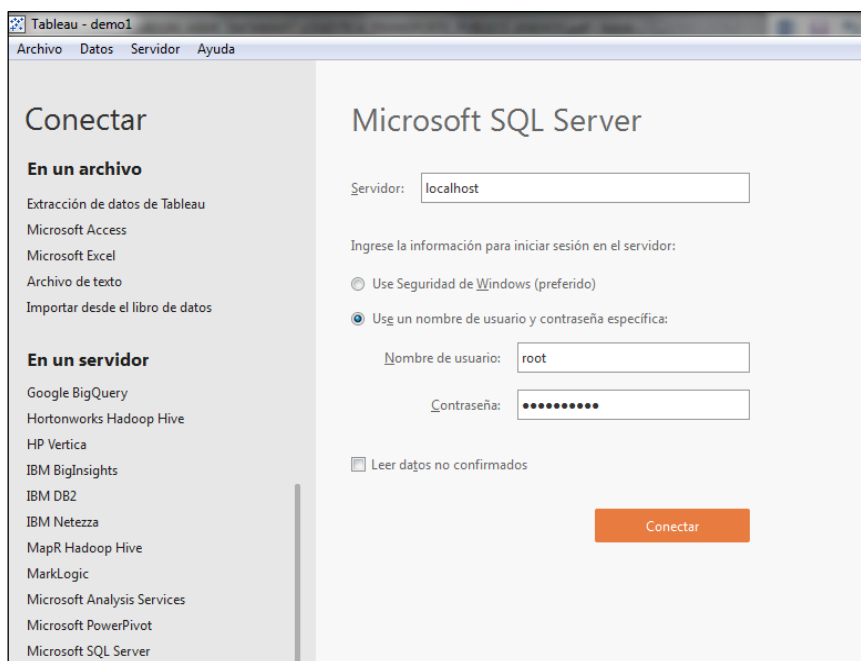 Tableau - demo1
Archivo Datos Servidor Ayuda
Conectar
En un archivo
Extracción de datos de Tableau
Microsoft Access
Microsoft Excel
Archivo de texto
Importar desde el libro de datos
En un servidor
Google BigQuery
Hortonworks Hadoop Hive
HP Vertica
IBM BigInsights
IBM DB2
IBM Netezza
MapR Hadoop Hive
MarkLogic
Microsoft Analysis Services
Microsoft PowerPivot
Microsoft SQL Server
Microsoft SQL Server
Servidor: localhost
Ingrese la información para iniciar sesión en el servidor:
Use Seguridad de Windows (preferido)
Use un nombre de usuario y contraseña específica:
Nombre de usuario: root
Contraseña: ••••••••••
Leer datos no confirmados
Conectar